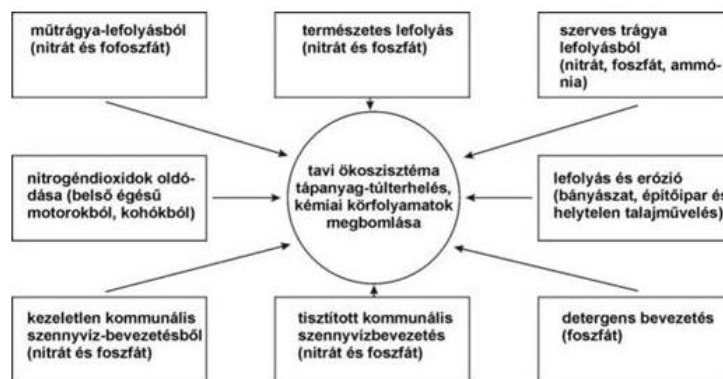 műtrágya-lefolyásból
(nitrát és fofoszfát)
természetes lefolyás
(nitrát és foszfát)
szerves trágya
lefolyásból
(nitrát, foszfát, ammó-
nia)
nitrogéndioxidok oldó-
dása (belső égésű
motorokból, kohókból)
tavi ökoszisztéma
tápanyag-túlterhelés,
kémiai körfolyamatok
megbomlása
lefolyás és erózió
(bányászat, építőipar és
helytelen talajművelés)
kezeletlen kommunális
szennyvíz-bevezetésből
(nitrát és foszfát)
tisztított kommunális
szennyvízbevezetés
(nitrát és foszfát)
detergens bevezetés
(foszfát)